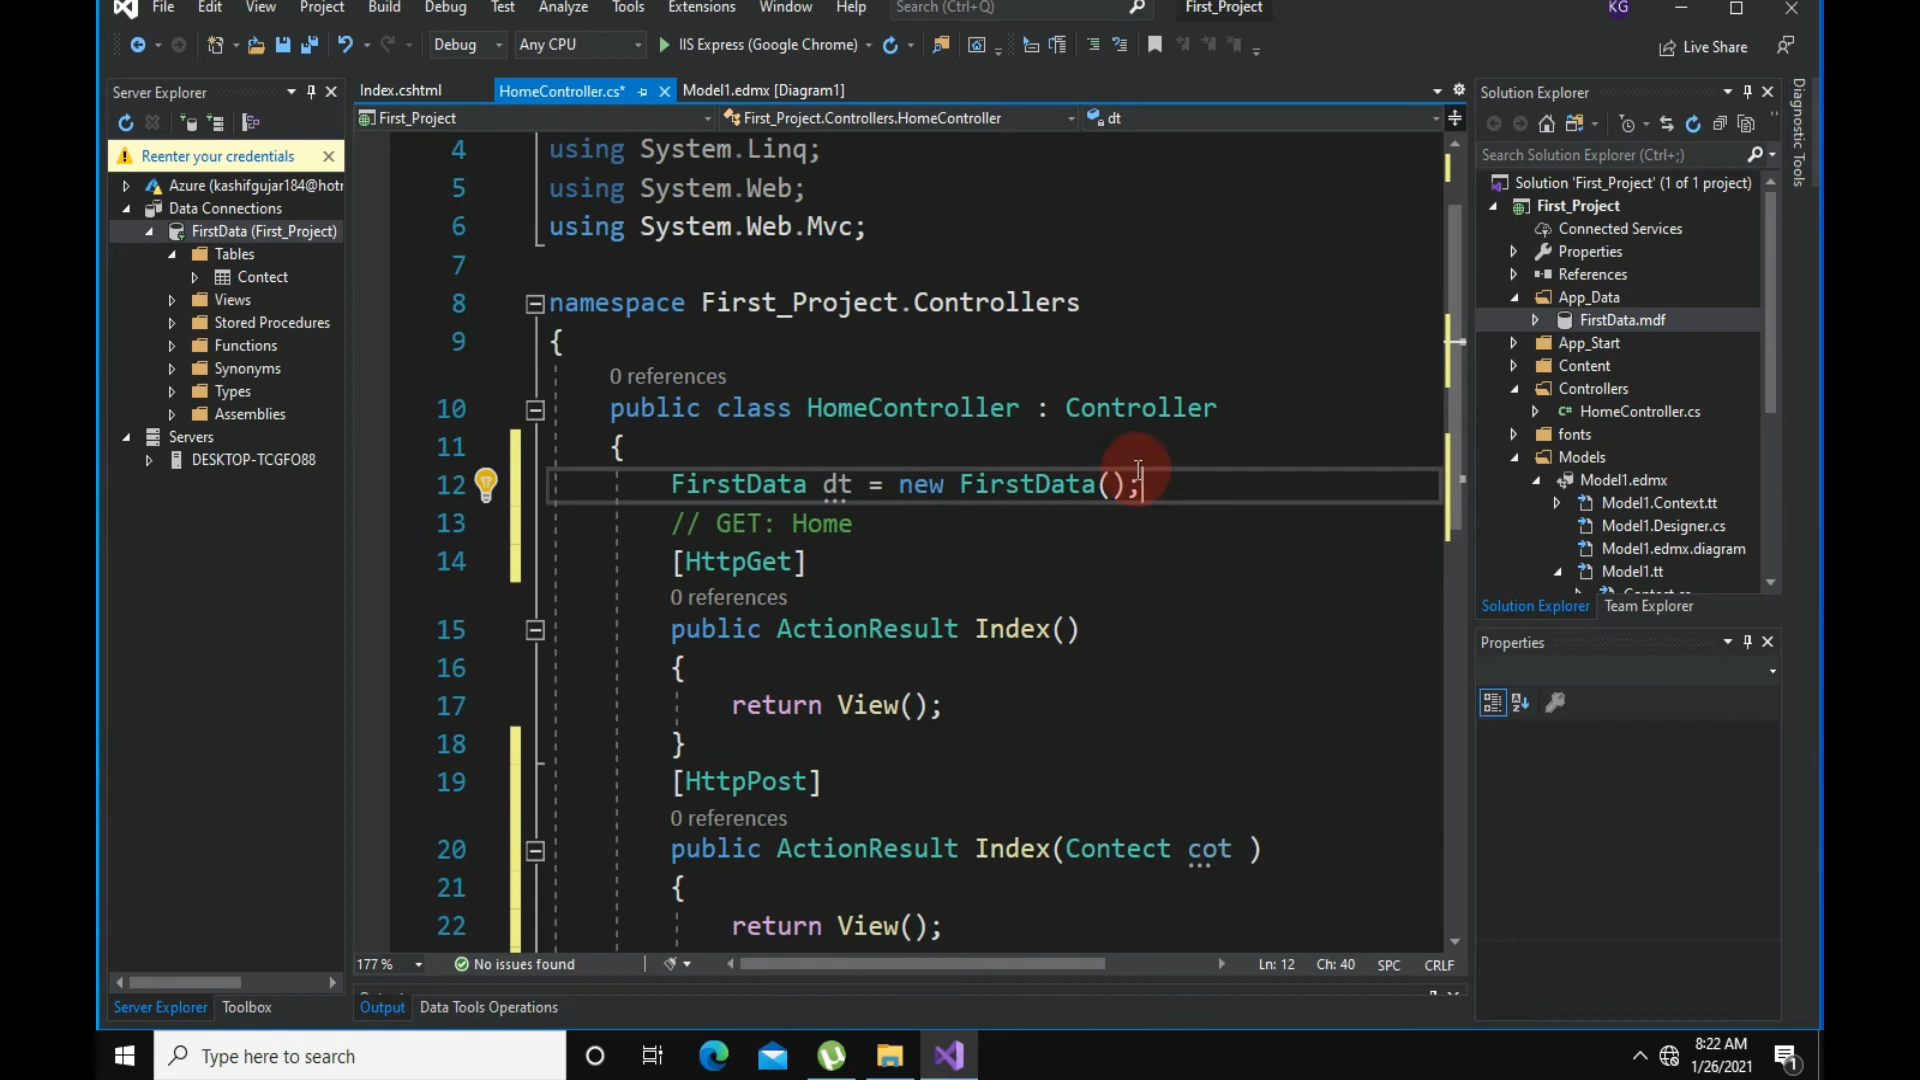 File Edit View Project Build Debug Test Analyze Tools Extensions Window Help Search (Ctrl+Q) First_Project KG
Debug Any CPU IIS Express (Google Chrome) Live Share
Server Explorer
Reenter your credentials
Azure (kashifgujar184@hotr
Data Connections
FirstData (First_Project)
Tables
Contect
Views
Stored Procedures
Functions
Synonyms
Types
Assemblies
Servers
DESKTOP-TCGFO88
Server Explorer Toolbox
Index.cshtml HomeController.cs* Model1.edmx [Diagram1]
First_Project First_Project.Controllers.HomeController dt
4 using System.Linq;
5 using System.Web;
6 using System.Web.Mvc;
7
8 namespace First_Project.Controllers
9 {
0 references
10 public class HomeController : Controller
11 {
12 FirstData dt = new FirstData();
13 // GET: Home
14 [HttpGet]
0 references
15 public ActionResult Index()
16 {
17 return View();
18 }
19 [HttpPost]
0 references
20 public ActionResult Index(Contect cot )
21 {
22 return View();
177 % No issues found Ln: 12 Ch: 40 SPC CRLF
Output Data Tools Operations
Solution Explorer
Search Solution Explorer (Ctrl+;)
Solution 'First_Project' (1 of 1 project)
First_Project
Connected Services
Properties
References
App_Data
FirstData.mdf
App_Start
Content
Controllers
C# HomeController.cs
fonts
Models
Model1.edmx
Model1.Context.tt
Model1.Designer.cs
Model1.edmx.diagram
Model1.tt
Solution Explorer Team Explorer
Properties
Diagnostic Tools
Type here to search
8:22 AM
1/26/2021
1